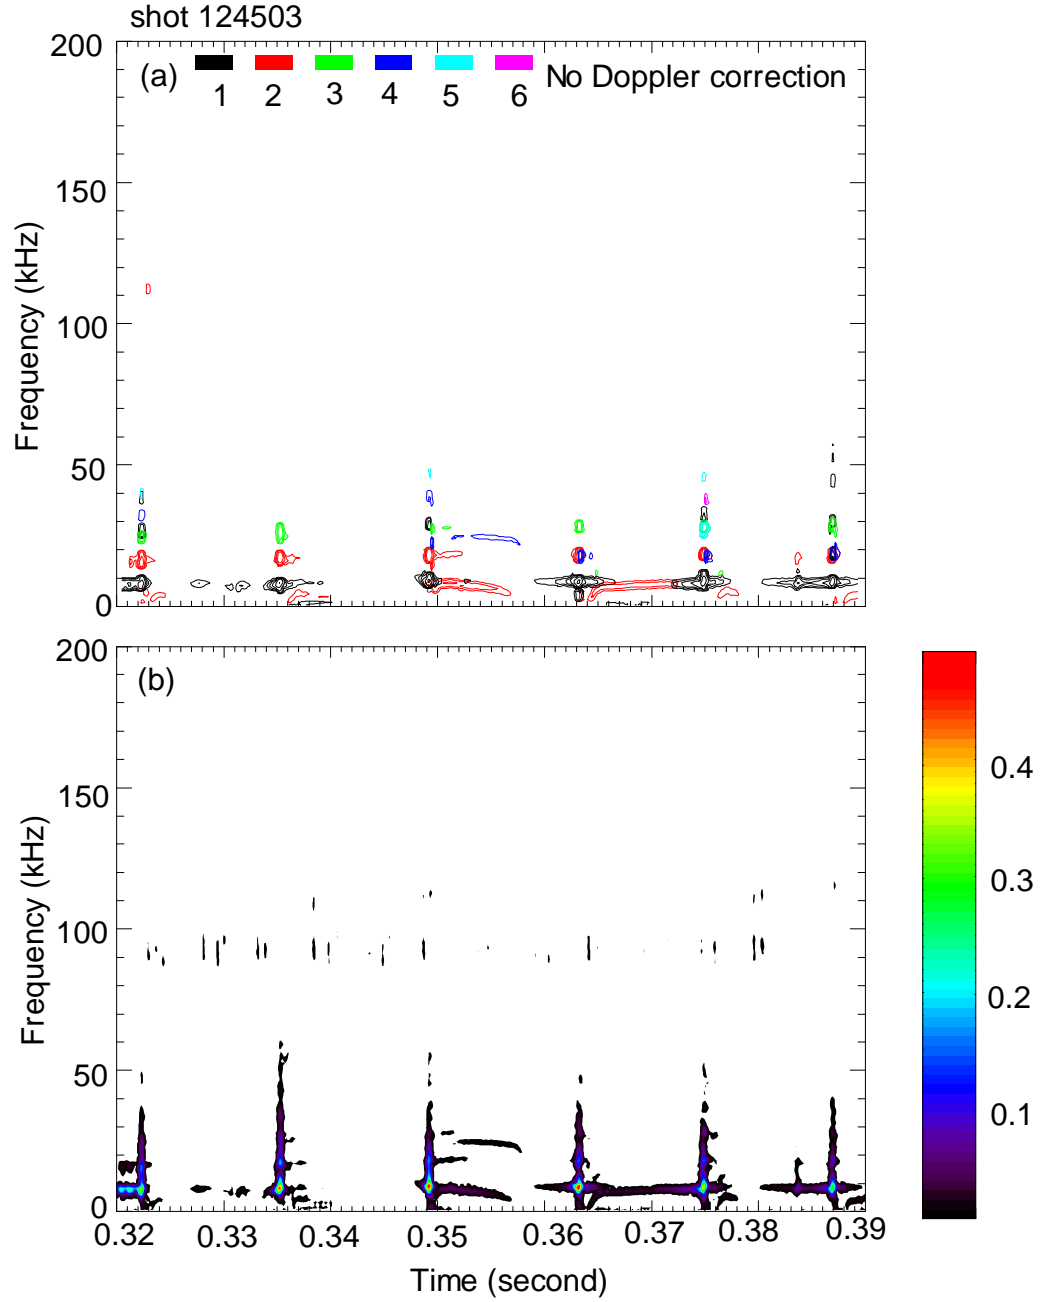 shot 124503
200
(a)
1 2 3 4 5 6
No Doppler correction
150
100
50
0
Frequency (kHz)
200
(b)
150
100
50
0
Frequency (kHz)
0.4
0.3
0.2
0.1
0.32 0.33 0.34 0.35 0.36 0.37 0.38 0.39
Time (second)